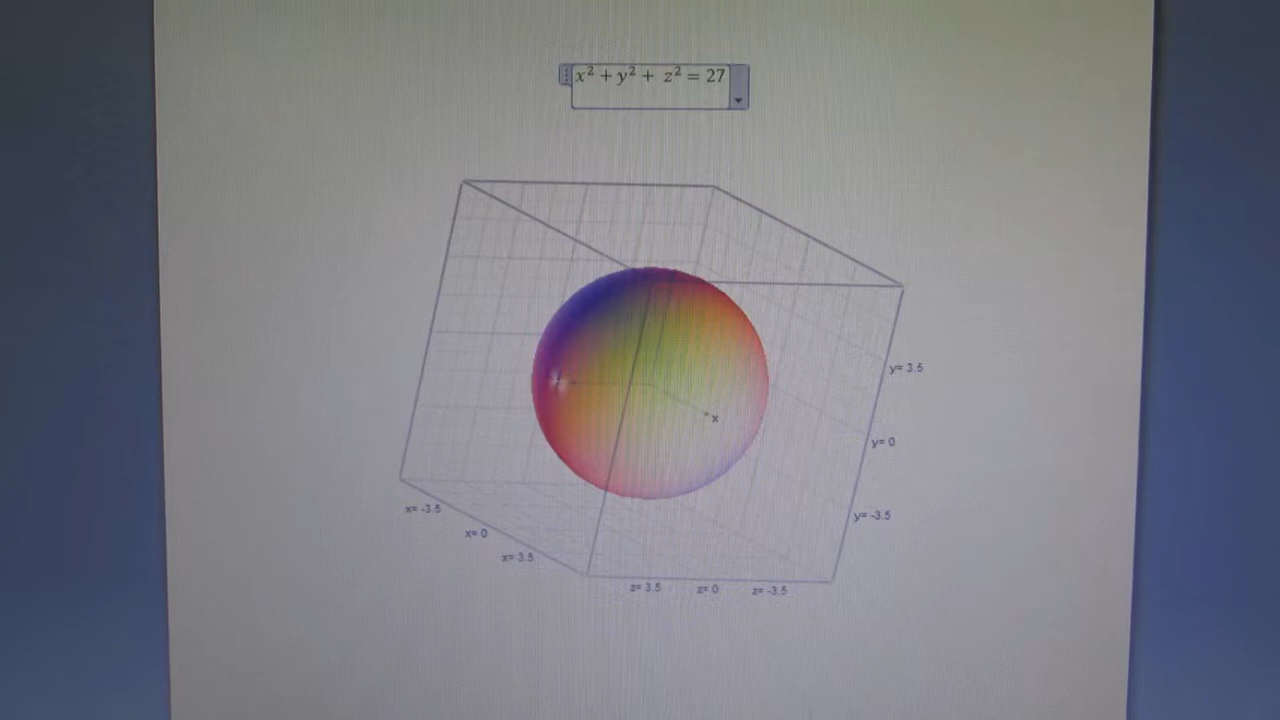 x² + y² + z² = 27
y= 3.5
x
y= 0
x= -3.5
y= -3.5
x= 0
x= 3.5
z= 3.5 z= 0 z= -3.5